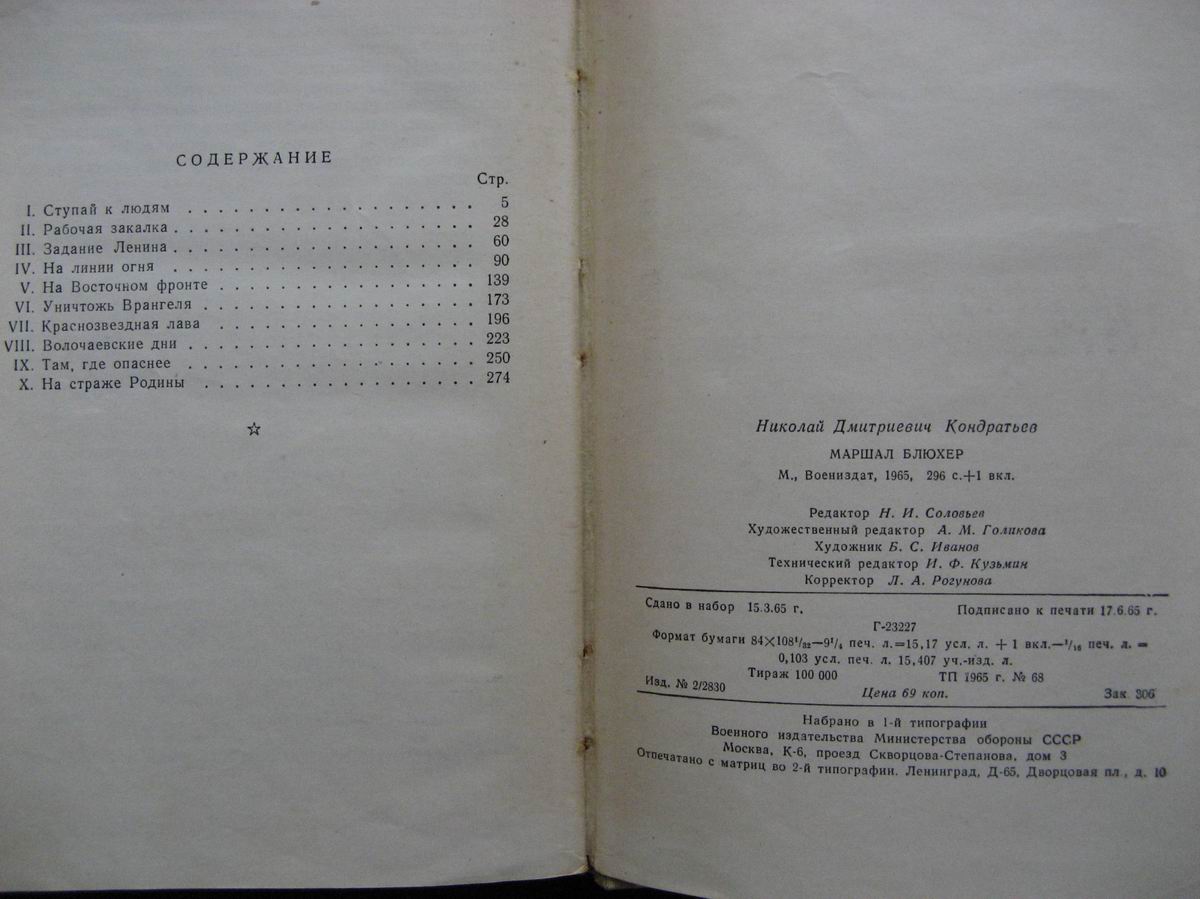 СОДЕРЖАНИЕ
Стр.
I. Ступай к людям . . . . . . . . . . . . . . . . . . . 5
II. Рабочая закалка . . . . . . . . . . . . . . . . . . . . 28
III. Задание Ленина . . . . . . . . . . . . . . . . . . . . 60
IV. На линии огня . . . . . . . . . . . . . . . . . . . . 90
V. На Восточном фронте . . . . . . . . . . . . . . . . . 139
VI. Уничтожь Врангеля . . . . . . . . . . . . . . . . . . 173
VII. Краснозвездная лава . . . . . . . . . . . . . . . . . 196
VIII. Волочаевские дни . . . . . . . . . . . . . . . . . . . 223
IX. Там, где опаснее . . . . . . . . . . . . . . . . . . . 250
X. На страже Родины . . . . . . . . . . . . . . . . . . 274
☆
Николай Дмитриевич Кондратьев
МАРШАЛ БЛЮХЕР
М., Воениздат, 1965, 296 с.+1 вкл.
Редактор Н. И. Соловьев
Художественный редактор А. М. Голикова
Художник Б. С. Иванов
Технический редактор И. Ф. Кузьмин
Корректор Л. А. Рогунова
Сдано в набор 15.3.65 г. Подписано к печати 17.6.65 г.
Г-23227
Формат бумаги 84×108¹/₃₂—9¹/₄ печ. л.=15,17 усл. л. + 1 вкл.—¹/₁₆ печ. л. =
0,103 усл. печ. л. 15,407 уч.-изд. л.
Тираж 100 000 ТП 1965 г. № 68
Изд. № 2/2830 Цена 69 коп. Зак. 306
Набрано в 1-й типографии
Военного издательства Министерства обороны СССР
Москва, К-6, проезд Скворцова-Степанова, дом 3
Отпечатано с матриц во 2-й типографии. Ленинград, Д-65, Дворцовая пл., д. 10